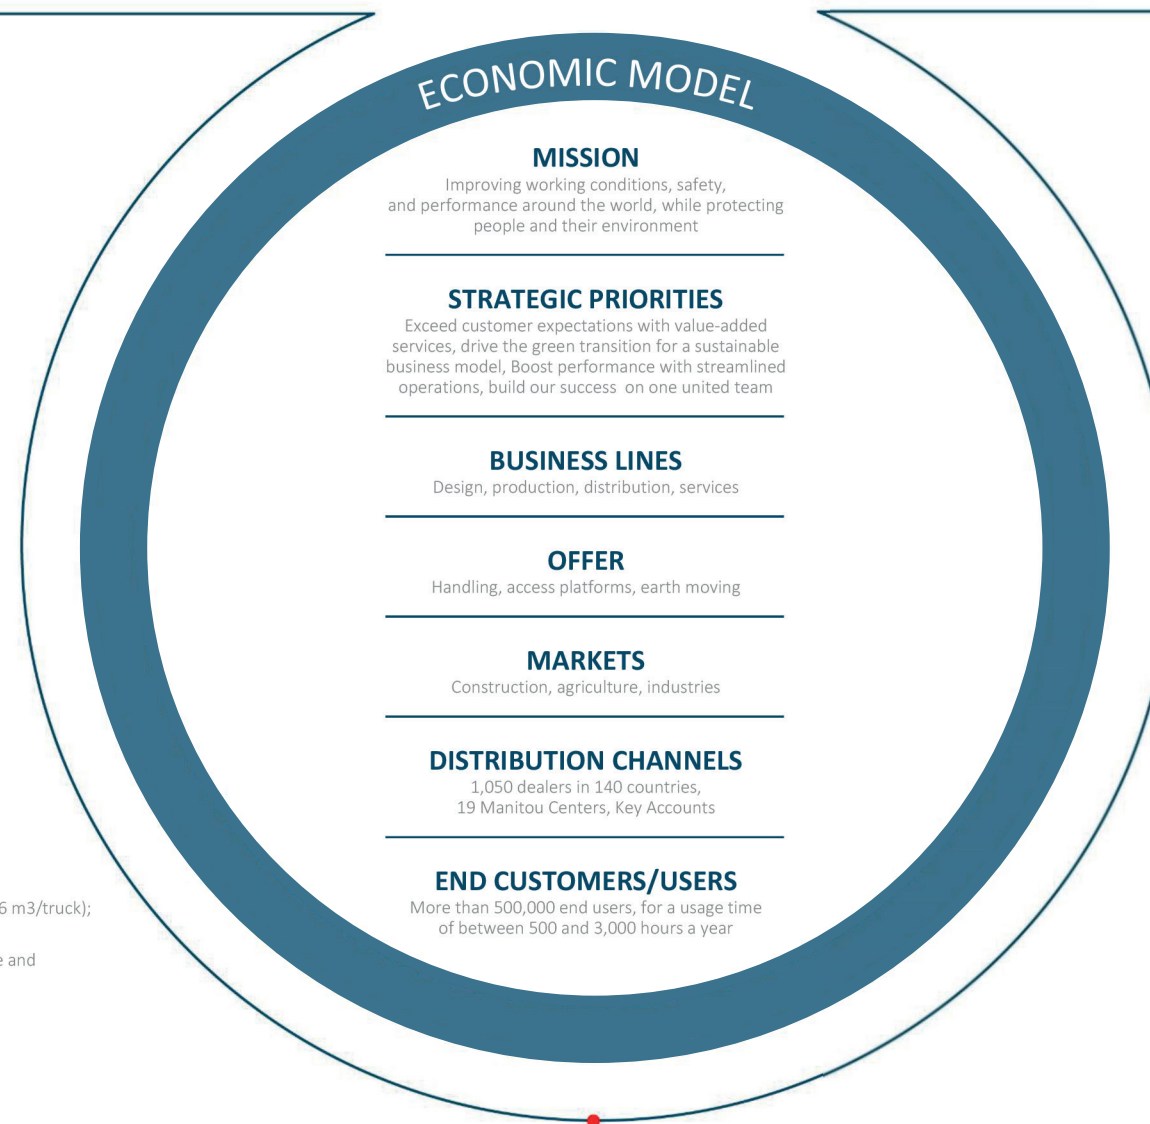 ECONOMIC MODEL
MISSION
Improving working conditions, safety,
and performance around the world, while protecting
people and their environment
STRATEGIC PRIORITIES
Exceed customer expectations with value-added
services, drive the green transition for a sustainable
business model, Boost performance with streamlined
operations, build our success on one united team
BUSINESS LINES
Design, production, distribution, services
OFFER
Handling, access platforms, earth moving
MARKETS
Construction, agriculture, industries
DISTRIBUTION CHANNELS
1,050 dealers in 140 countries,
19 Manitou Centers, Key Accounts
END CUSTOMERS/USERS
More than 500,000 end users, for a usage time
of between 500 and 3,000 hours a year
6 m3/truck);
and